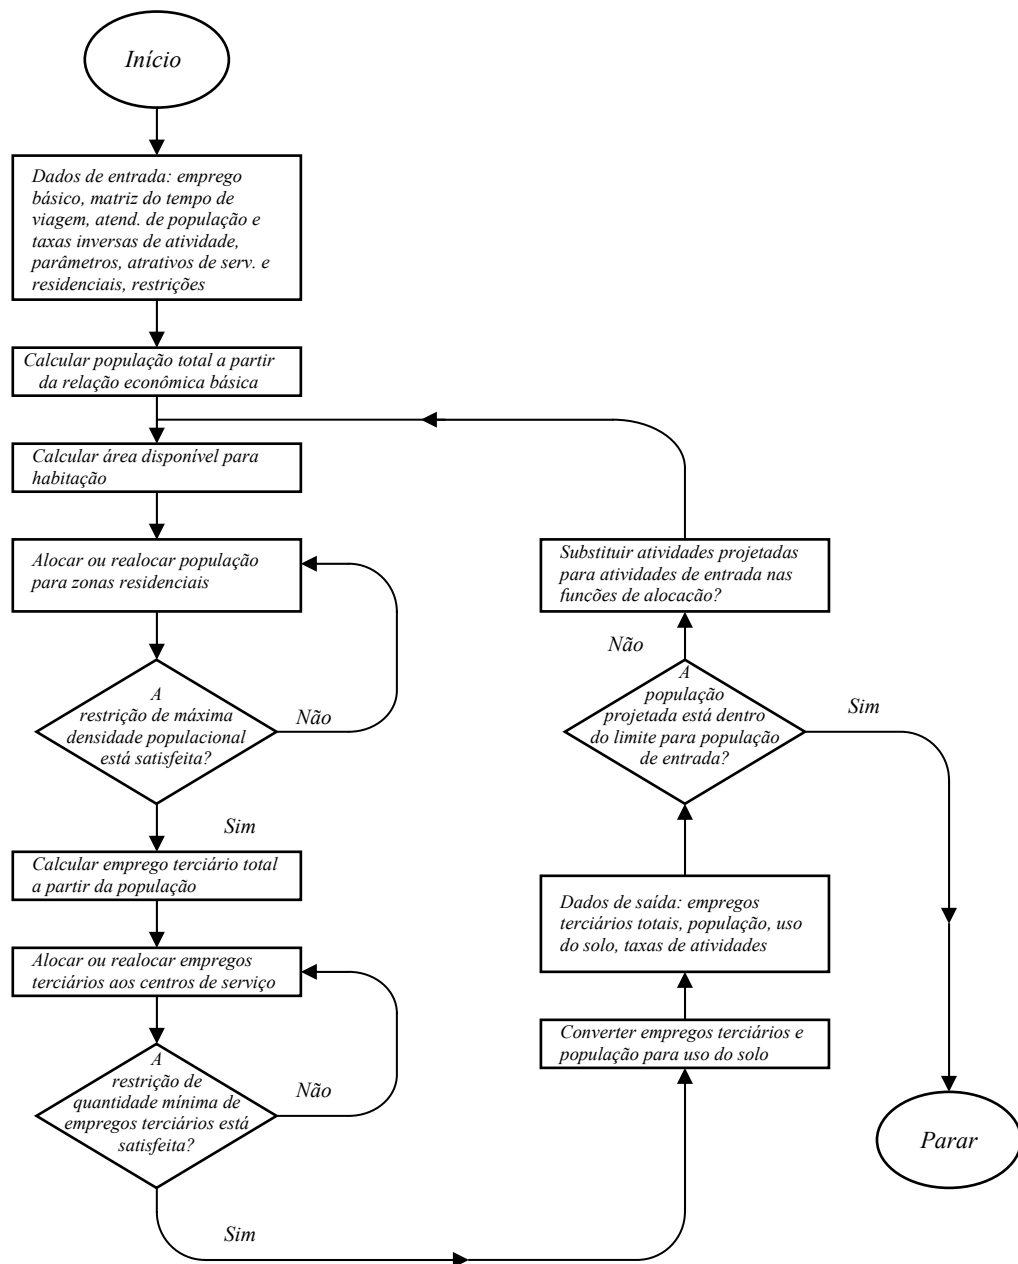 Início
Dados de entrada: emprego
básico, matriz do tempo de
viagem, atend. de população e
taxas inversas de atividade,
parâmetros, atrativos de serv. e
residenciais, restrições
Calcular população total a partir
da relação econômica básica
Calcular área disponível para
habitação
Alocar ou realocar população
para zonas residenciais
A
restrição de máxima
densidade populacional
está satisfeita?
Não
Sim
Calcular emprego terciário total
a partir da população
Alocar ou realocar empregos
terciários aos centros de serviço
A
restrição de
quantidade mínima de
empregos terciários está
satisfeita?
Não
Sim
Converter empregos terciários e
população para uso do solo
Dados de saída: empregos
terciários totais, população, uso
do solo, taxas de atividades
A
população
projetada está dentro
do limite para população
de entrada?
Não
Sim
Substituir atividades projetadas
para atividades de entrada nas
funções de alocação?
Parar